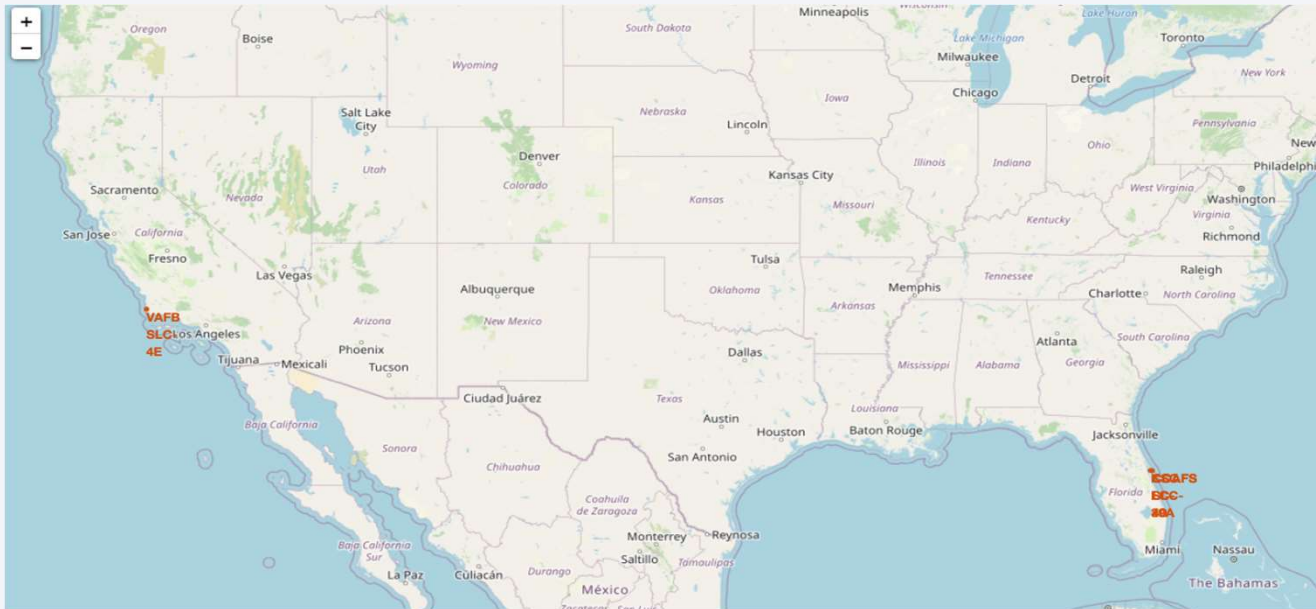 +
−
Oregon
Boise
Wyoming
South Dakota
Minneapolis
Wisconsin
Lake Michigan
Lake Huron
Toronto
Milwaukee
Detroit
New York
Chicago
Iowa
Nebraska
Lincoln
Salt Lake
City
Utah
Nevada
Denver
Colorado
Kansas
Kansas City
Missouri
Illinois
Indiana
Ohio
Pennsylvania
New
Philadelphi
West Virginia
Washington
Virginia
Richmond
Kentucky
Sacramento
San Jose
California
Fresno
Las Vegas
Albuquerque
New Mexico
Arizona
Phoenix
Tucson
Tulsa
Oklahoma
Arkansas
Memphis
Tennessee
Raleigh
Charlotte
North Carolina
South Carolina
Atlanta
Georgia
Alabama
Mississippi
Louisiana
Baton Rouge
Dallas
Texas
Austin
Houston
San Antonio
VAFB
SLC-
4E
Los Angeles
Tijuana
Mexicali
Ciudad Juárez
Baja California
Sonora
Chihuahua
Coahuila
de Zaragoza
Monterrey
Saltillo
Reynosa
Tamaulipas
Durango
Baja California
Sur
La Paz
Culiacán
México
Zacatecas
San Luis
Jacksonville
Florida
Miami
Nassau
The Bahamas